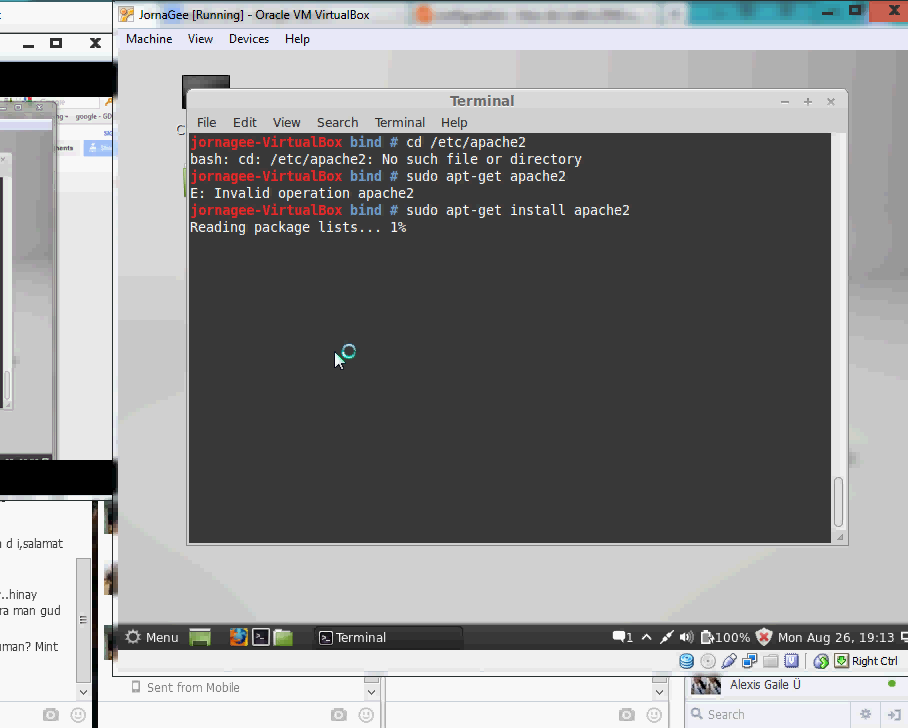 JornaGee [Running] - Oracle VM VirtualBox
Machine View Devices Help
Terminal
File Edit View Search Terminal Help
jornagee-VirtualBox bind # cd /etc/apache2
bash: cd: /etc/apache2: No such file or directory
jornagee-VirtualBox bind # sudo apt-get apache2
E: Invalid operation apache2
jornagee-VirtualBox bind # sudo apt-get install apache2
Reading package lists... 1%
google - GD
d i,salamat
..hinay
ra man gud
uman? Mint
Menu
Terminal
1
100%
Mon Aug 26, 19:13
Right Ctrl
Sent from Mobile
Alexis Gaile Ü
Search